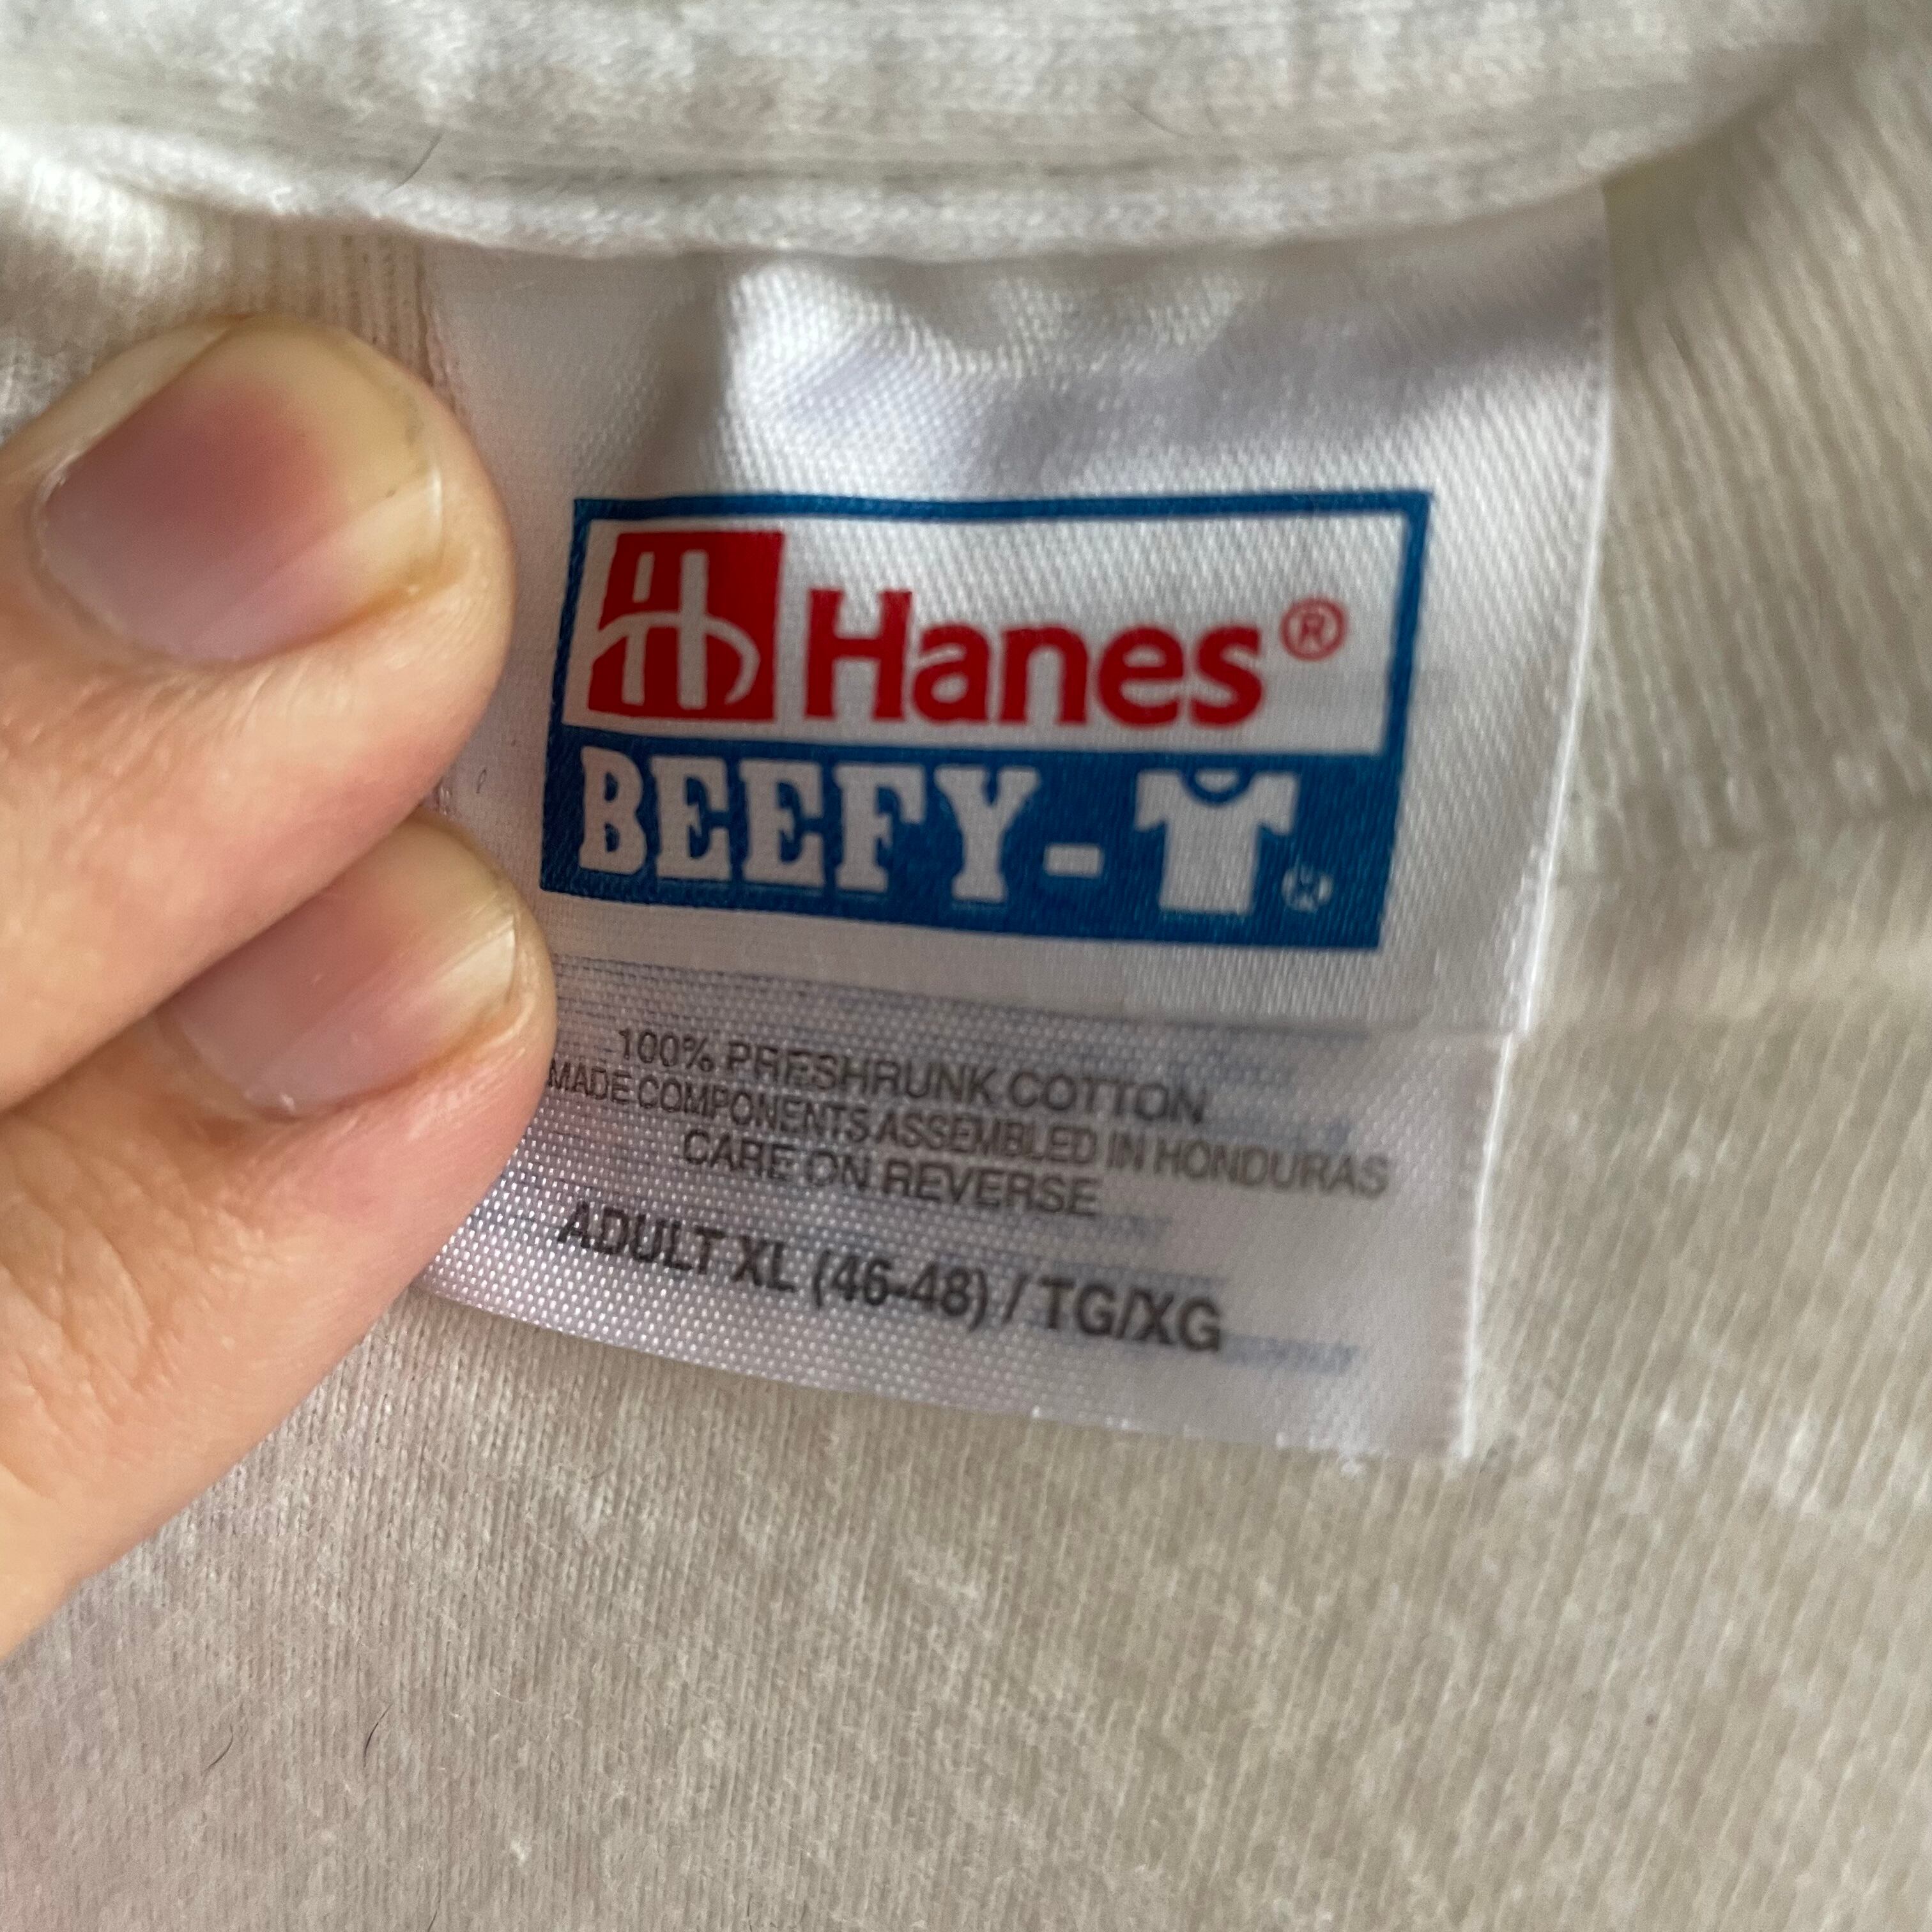 Hanes®
BEEFY-T®
100% PRESHRUNK COTTON
MADE COMPONENTS ASSEMBLED IN HONDURAS
CARE ON REVERSE
ADULT XL (46-48) / TG/XG